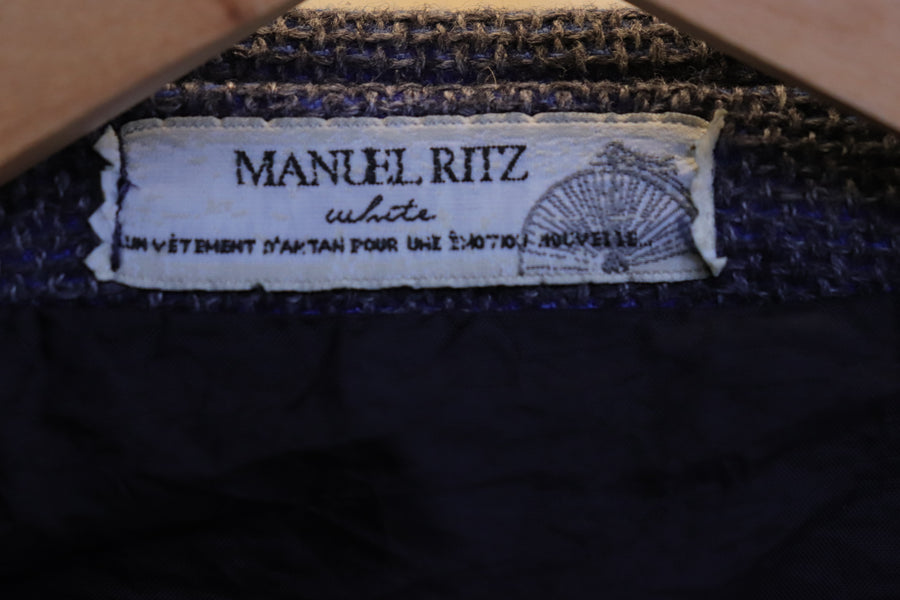 MANUEL RITZ
white
UN VÊTEMENT D'ANTAN POUR UNE ÉMOTION NOUVELLE...